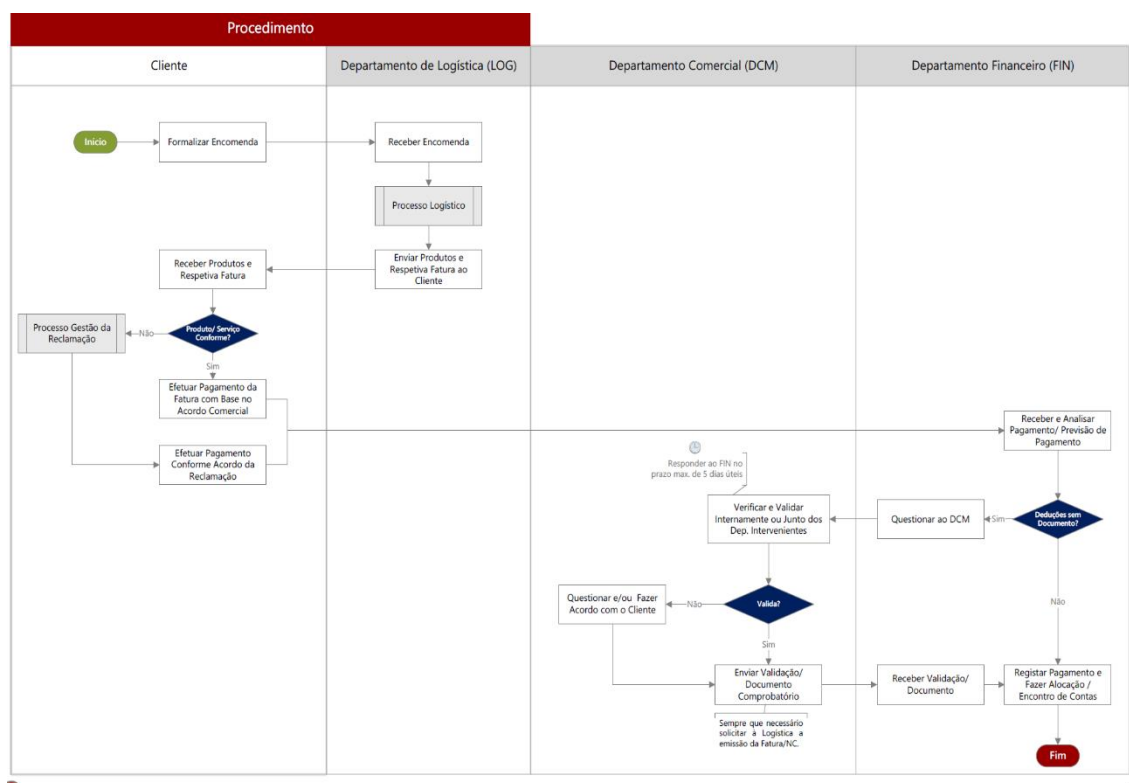 Procedimento
Cliente
Departamento de Logística (LOG)
Departamento Comercial (DCM)
Departamento Financeiro (FIN)
Inicio
Formalizar Encomenda
Receber Encomenda
Processo Logístico
Enviar Produtos e
Respetiva Fatura ao
Cliente
Receber Produtos e
Respetiva Fatura
Produto/ Serviço
Conforme?
Não
Processo Gestão da
Reclamação
Sim
Efetuar Pagamento da
Fatura com Base no
Acordo Comercial
Efetuar Pagamento
Conforme Acordo da
Reclamação
Receber e Analisar
Pagamento/ Previsão de
Pagamento
Deduções sem
Documento?
Sim
Questionar ao DCM
Responder ao FIN no
prazo max. de 5 dias úteis
Verificar e Validar
Internamente ou Junto dos
Dep. Intervenientes
Valida?
Não
Questionar e/ou Fazer
Acordo com o Cliente
Sim
Enviar Validação/
Documento
Comprobatório
Sempre que necessário
solicitar à Logística a
emissão da Fatura/NC.
Receber Validação/
Documento
Não
Registar Pagamento e
Fazer Alocação /
Encontro de Contas
Fim